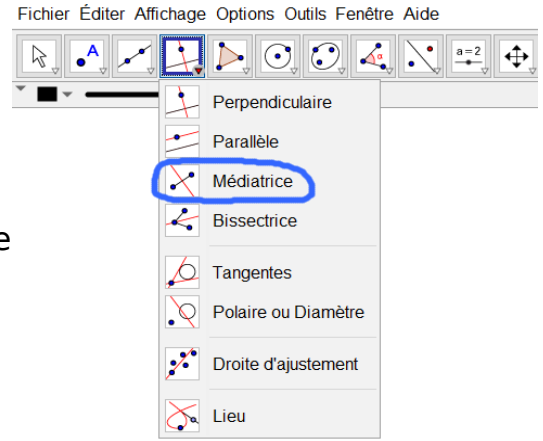 Fichier Éditer Affichage Options Outils Fenêtre Aide
A α a=2
Perpendiculaire
Parallèle
Médiatrice
Bissectrice
e
Tangentes
Polaire ou Diamètre
Droite d'ajustement
Lieu